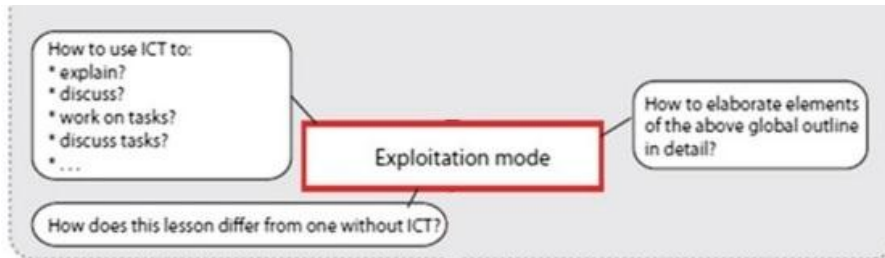 How to use ICT to:
* explain?
* discuss?
* work on tasks?
* discuss tasks?
* ...
Exploitation mode
How to elaborate elements
of the above global outline
in detail?
How does this lesson differ from one without ICT?